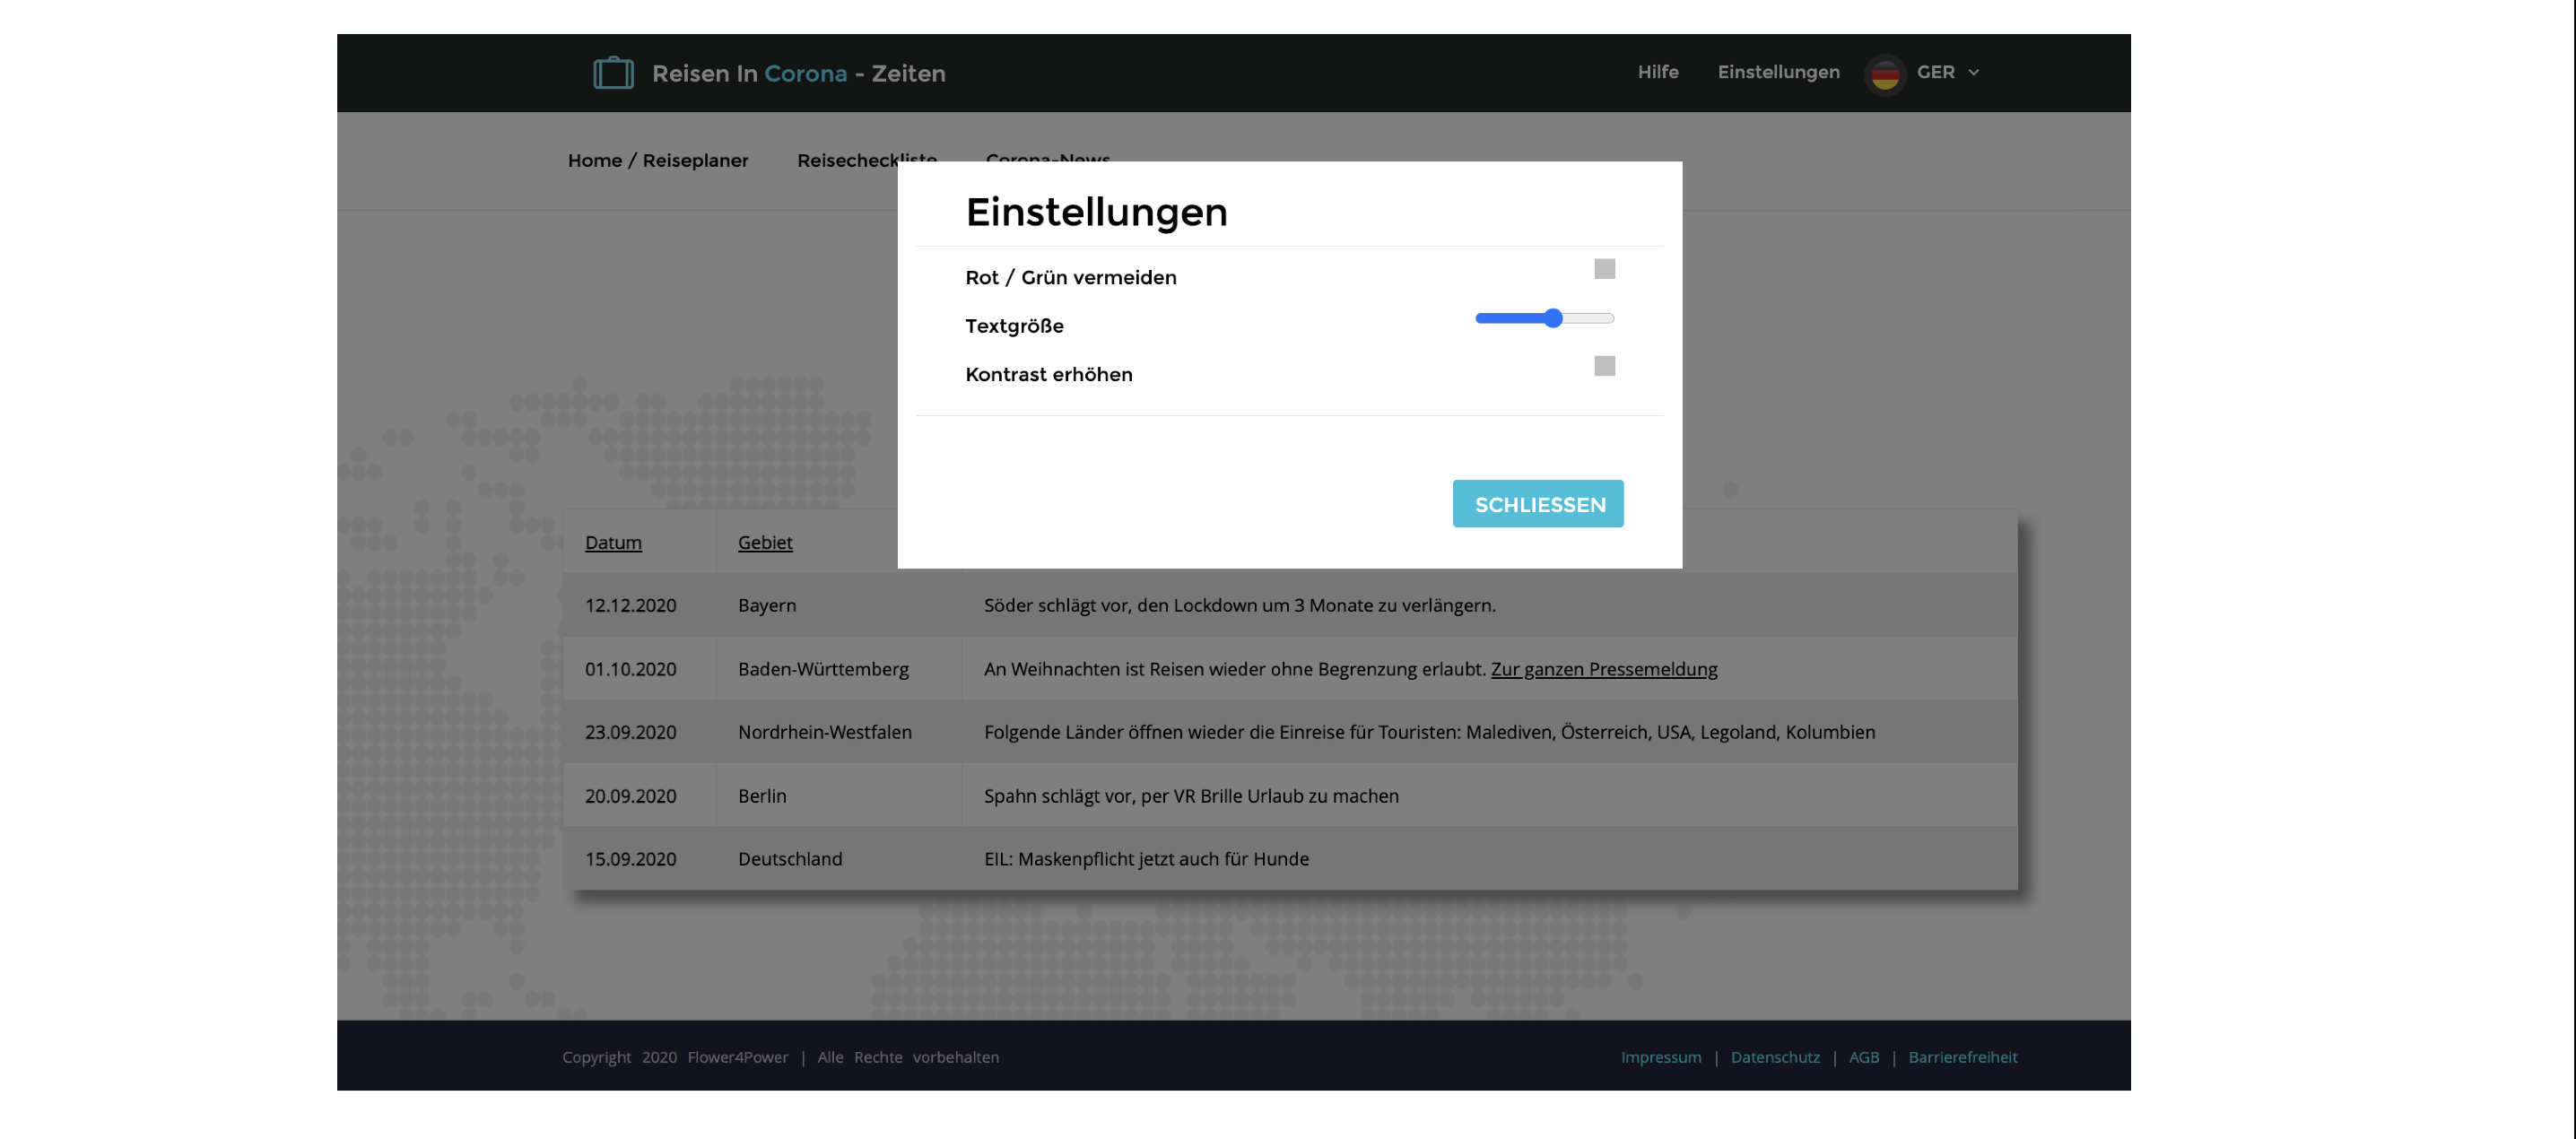 Reisen In Corona - Zeiten
Hilfe Einstellungen GER
Home / Reiseplaner Reisecheckliste Corona-News
Einstellungen
Rot / Grün vermeiden
Textgröße
Kontrast erhöhen
SCHLIESSEN
Datum Gebiet
12.12.2020 Bayern Söder schlägt vor, den Lockdown um 3 Monate zu verlängern.
01.10.2020 Baden-Württemberg An Weihnachten ist Reisen wieder ohne Begrenzung erlaubt. Zur ganzen Pressemeldung
23.09.2020 Nordrhein-Westfalen Folgende Länder öffnen wieder die Einreise für Touristen: Malediven, Österreich, USA, Legoland, Kolumbien
20.09.2020 Berlin Spahn schlägt vor, per VR Brille Urlaub zu machen
15.09.2020 Deutschland EIL: Maskenpflicht jetzt auch für Hunde
Copyright 2020 Flower4Power | Alle Rechte vorbehalten
Impressum | Datenschutz | AGB | Barrierefreiheit